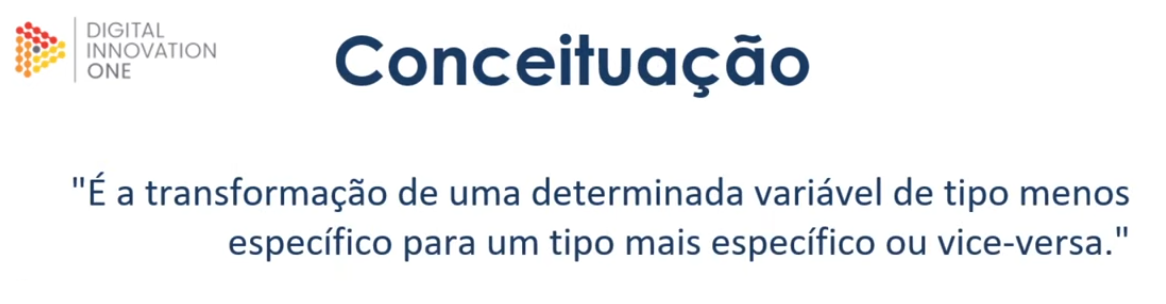 DIGITAL
INNOVATION
ONE
Conceituação
"É a transformação de uma determinada variável de tipo menos
específico para um tipo mais específico ou vice-versa."